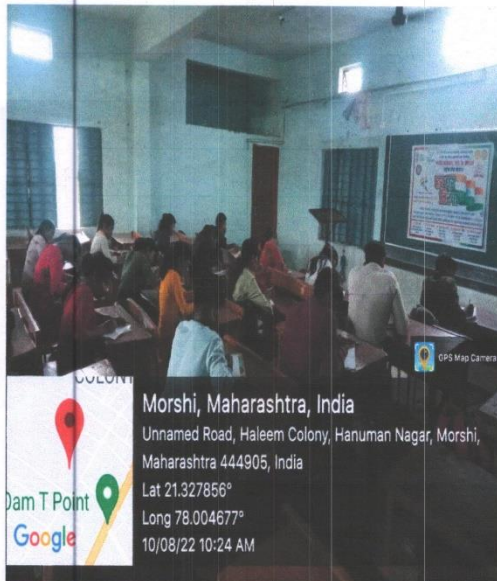 GPS Map Camera
COLONY
Dam T Point
Google
Morshi, Maharashtra, India
Unnamed Road, Haleem Colony, Hanuman Nagar, Morshi,
Maharashtra 444905, India
Lat 21.327856°
Long 78.004677°
10/08/22 10:24 AM